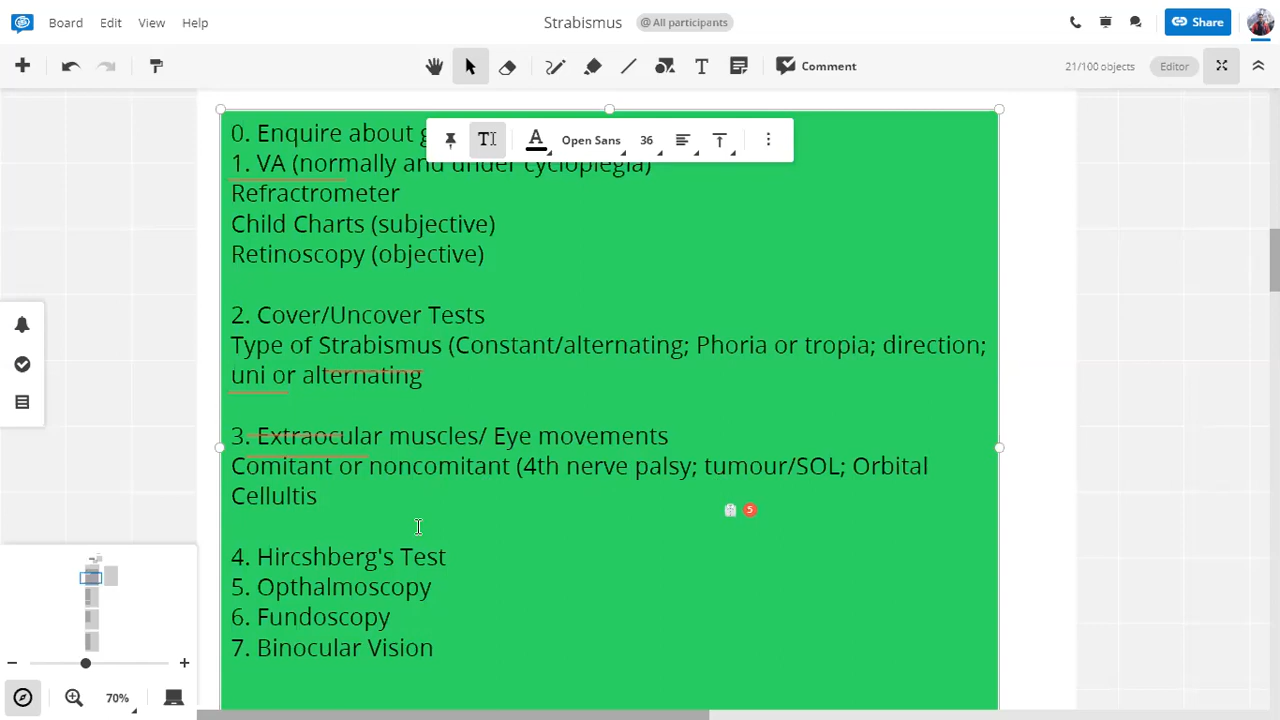 Board Edit View Help Strabismus @ All participants Share
Comment 21/100 objects Editor
Open Sans 36
0. Enquire about
1. VA (normally and under cycloplegia)
Refractrometer
Child Charts (subjective)
Retinoscopy (objective)
2. Cover/Uncover Tests
Type of Strabismus (Constant/alternating; Phoria or tropia; direction;
uni or alternating
3. Extraocular muscles/ Eye movements
Comitant or noncomitant (4th nerve palsy; tumour/SOL; Orbital
Cellultis
5
4. Hircshberg's Test
5. Opthalmoscopy
6. Fundoscopy
7. Binocular Vision
70%